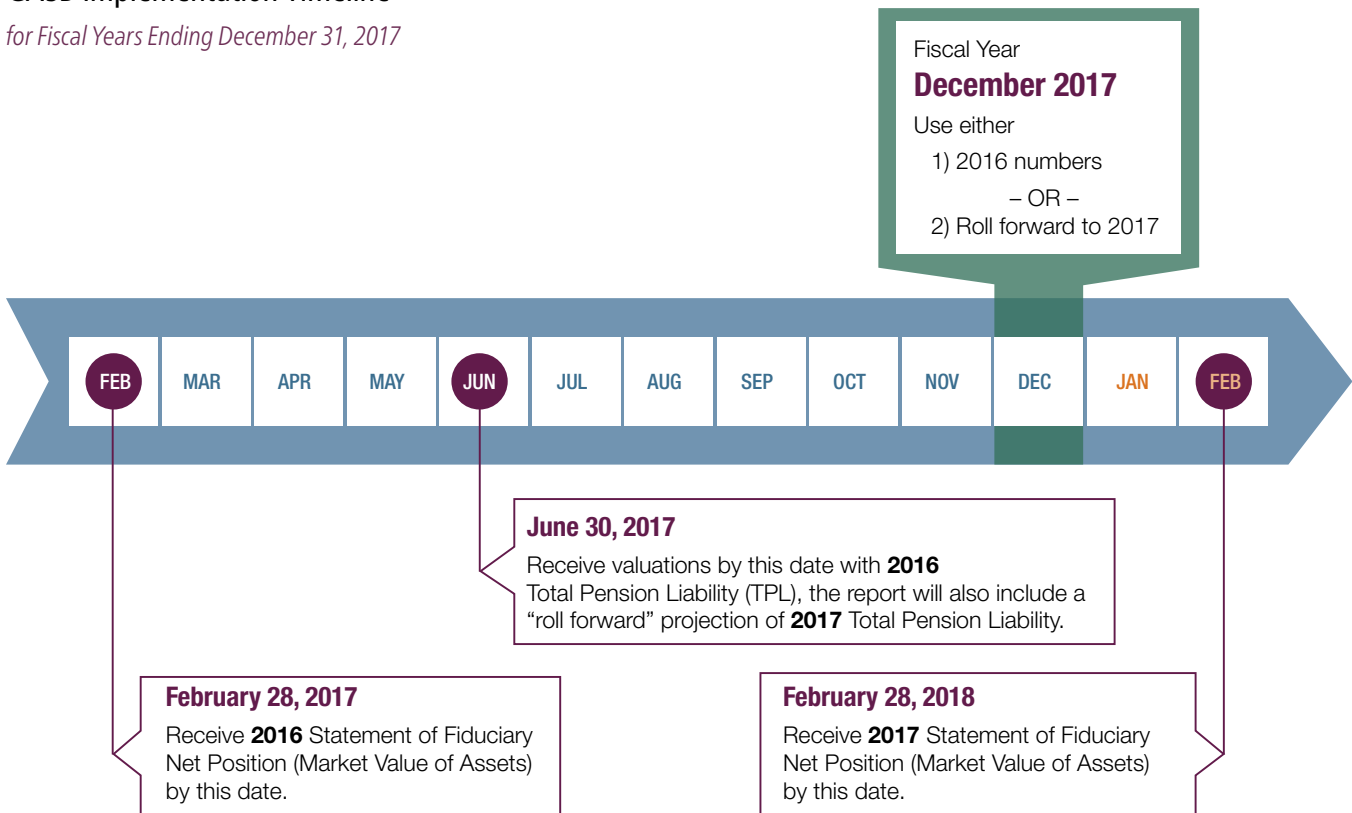 for Fiscal Years Ending December 31, 2017
Fiscal Year
December 2017
Use either
1) 2016 numbers
– OR –
2) Roll forward to 2017
FEB MAR APR MAY JUN JUL AUG SEP OCT NOV DEC JAN FEB
June 30, 2017
Receive valuations by this date with 2016
Total Pension Liability (TPL), the report will also include a
“roll forward” projection of 2017 Total Pension Liability.
February 28, 2017
Receive 2016 Statement of Fiduciary
Net Position (Market Value of Assets)
by this date.
February 28, 2018
Receive 2017 Statement of Fiduciary
Net Position (Market Value of Assets)
by this date.